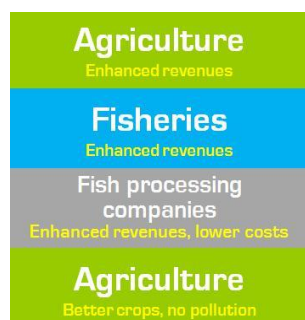 Agriculture
Enhanced revenues
Fisheries
Enhanced revenues
Fish processing
companies
Enhanced revenues, lower costs
Agriculture
Better crops, no pollution